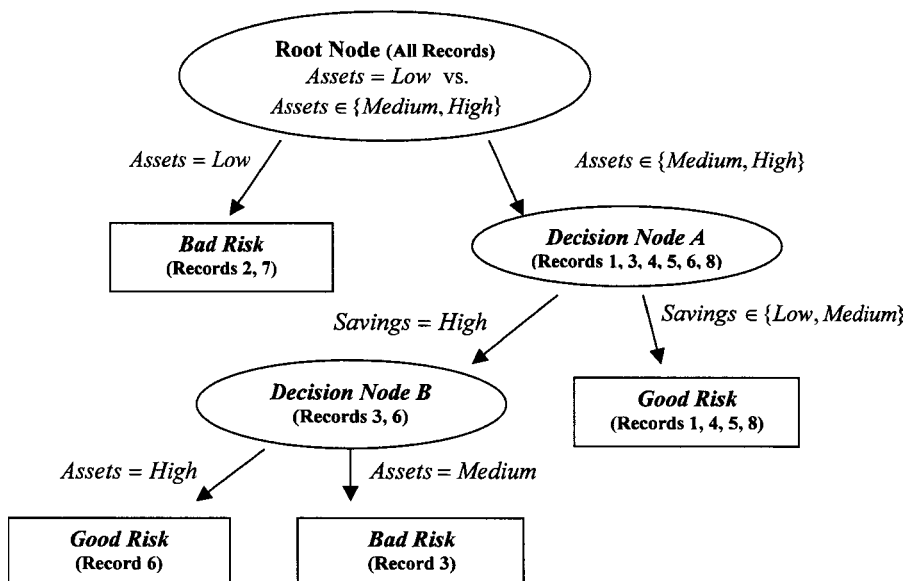 Root Node (All Records)
Assets = Low vs.
Assets ∈ {Medium, High}
Assets = Low
Assets ∈ {Medium, High}
Bad Risk
(Records 2, 7)
Decision Node A
(Records 1, 3, 4, 5, 6, 8)
Savings = High
Savings ∈ {Low, Medium}
Decision Node B
(Records 3, 6)
Good Risk
(Records 1, 4, 5, 8)
Assets = High
Assets = Medium
Good Risk
(Record 6)
Bad Risk
(Record 3)